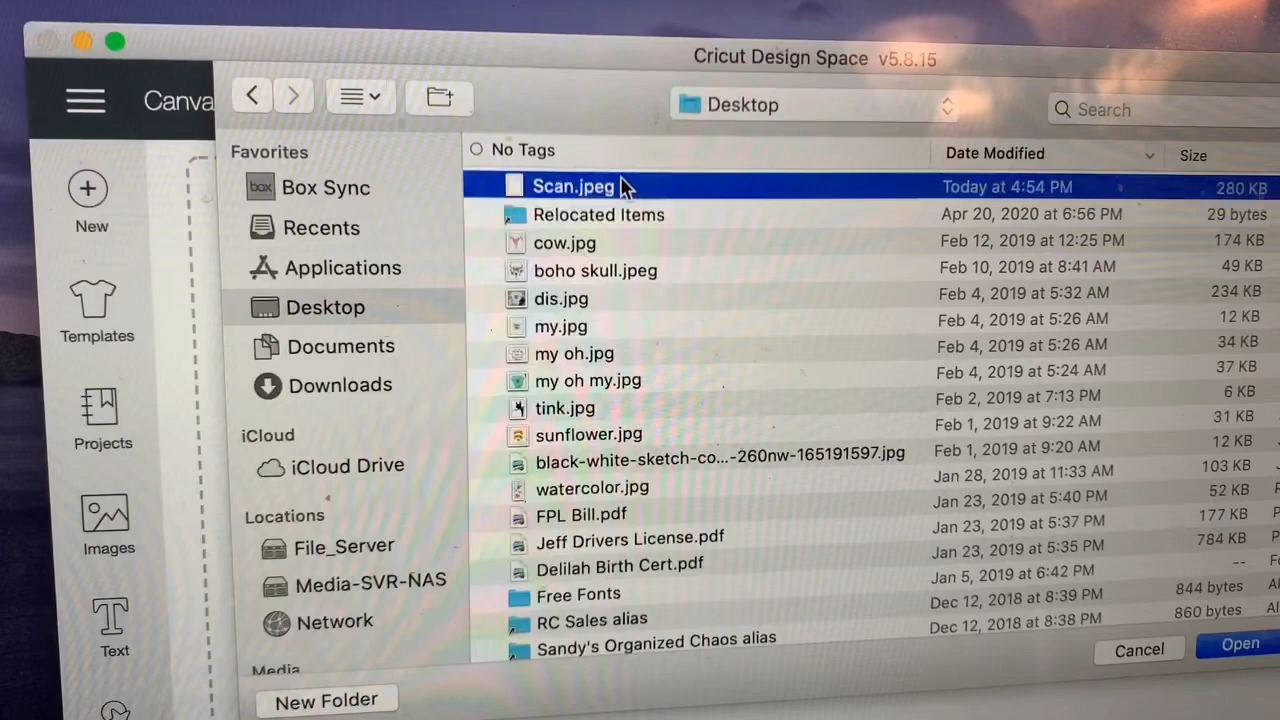 Cricut Design Space v5.8.15
Canva
Desktop
Search
Favorites
Box Sync
Recents
Applications
Desktop
Documents
Downloads
iCloud
iCloud Drive
Locations
File_Server
Media-SVR-NAS
Network
Media
New
Templates
Projects
Images
Text
No Tags Date Modified Size
Scan.jpeg Today at 4:54 PM 280 KB
Relocated Items Apr 20, 2020 at 6:56 PM 29 bytes
cow.jpg Feb 12, 2019 at 12:25 PM 174 KB
boho skull.jpeg Feb 10, 2019 at 8:41 AM 49 KB
dis.jpg Feb 4, 2019 at 5:32 AM 234 KB
my.jpg Feb 4, 2019 at 5:26 AM 12 KB
my oh.jpg Feb 4, 2019 at 5:26 AM 34 KB
my oh my.jpg Feb 4, 2019 at 5:24 AM 37 KB
tink.jpg Feb 2, 2019 at 7:13 PM 6 KB
sunflower.jpg Feb 1, 2019 at 9:22 AM 31 KB
black-white-sketch-co...-260nw-165191597.jpg Feb 1, 2019 at 9:20 AM 12 KB
watercolor.jpg Jan 28, 2019 at 11:33 AM 103 KB
FPL Bill.pdf Jan 23, 2019 at 5:40 PM 52 KB
Jeff Drivers License.pdf Jan 23, 2019 at 5:37 PM 177 KB
Delilah Birth Cert.pdf Jan 23, 2019 at 5:35 PM 784 KB
Free Fonts Jan 5, 2019 at 6:42 PM --
RC Sales alias Dec 12, 2018 at 8:39 PM 844 bytes
Sandy's Organized Chaos alias Dec 12, 2018 at 8:38 PM 860 bytes
New Folder
Cancel
Open